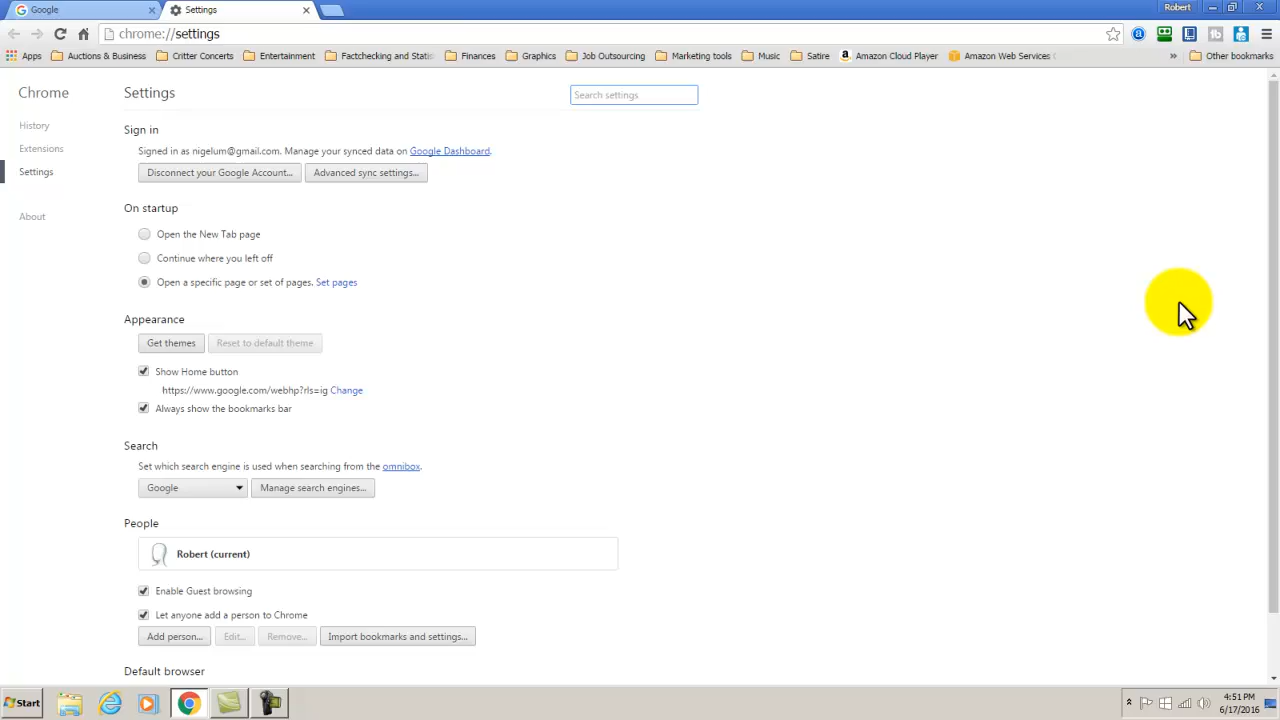 Google
Settings
Robert
chrome://settings
Apps
Auctions & Business
Critter Concerts
Entertainment
Factchecking and Statis
Finances
Graphics
Job Outsourcing
Marketing tools
Music
Satire
Amazon Cloud Player
Amazon Web Services
Other bookmarks
Chrome
History
Extensions
Settings
About
Settings
Search settings
Sign in
Signed in as nigelum@gmail.com. Manage your synced data on Google Dashboard.
Disconnect your Google Account...
Advanced sync settings...
On startup
Open the New Tab page
Continue where you left off
Open a specific page or set of pages. Set pages
Appearance
Get themes
Reset to default theme
Show Home button
https://www.google.com/webhp?rls=ig Change
Always show the bookmarks bar
Search
Set which search engine is used when searching from the omnibox.
Google
Manage search engines...
People
Robert (current)
Enable Guest browsing
Let anyone add a person to Chrome
Add person...
Edit...
Remove...
Import bookmarks and settings...
Default browser
Start
4:51 PM
6/17/2016